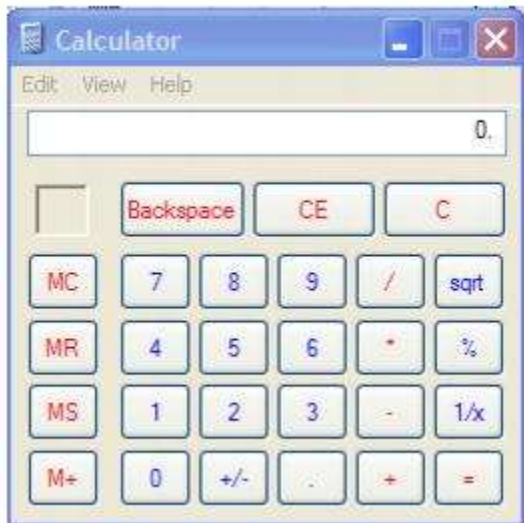 Calculator
Edit View Help
0.
Backspace CE C
MC 7 8 9 / sqrt
MR 4 5 6 * %
MS 1 2 3 - 1/x
M+ 0 +/- . + =